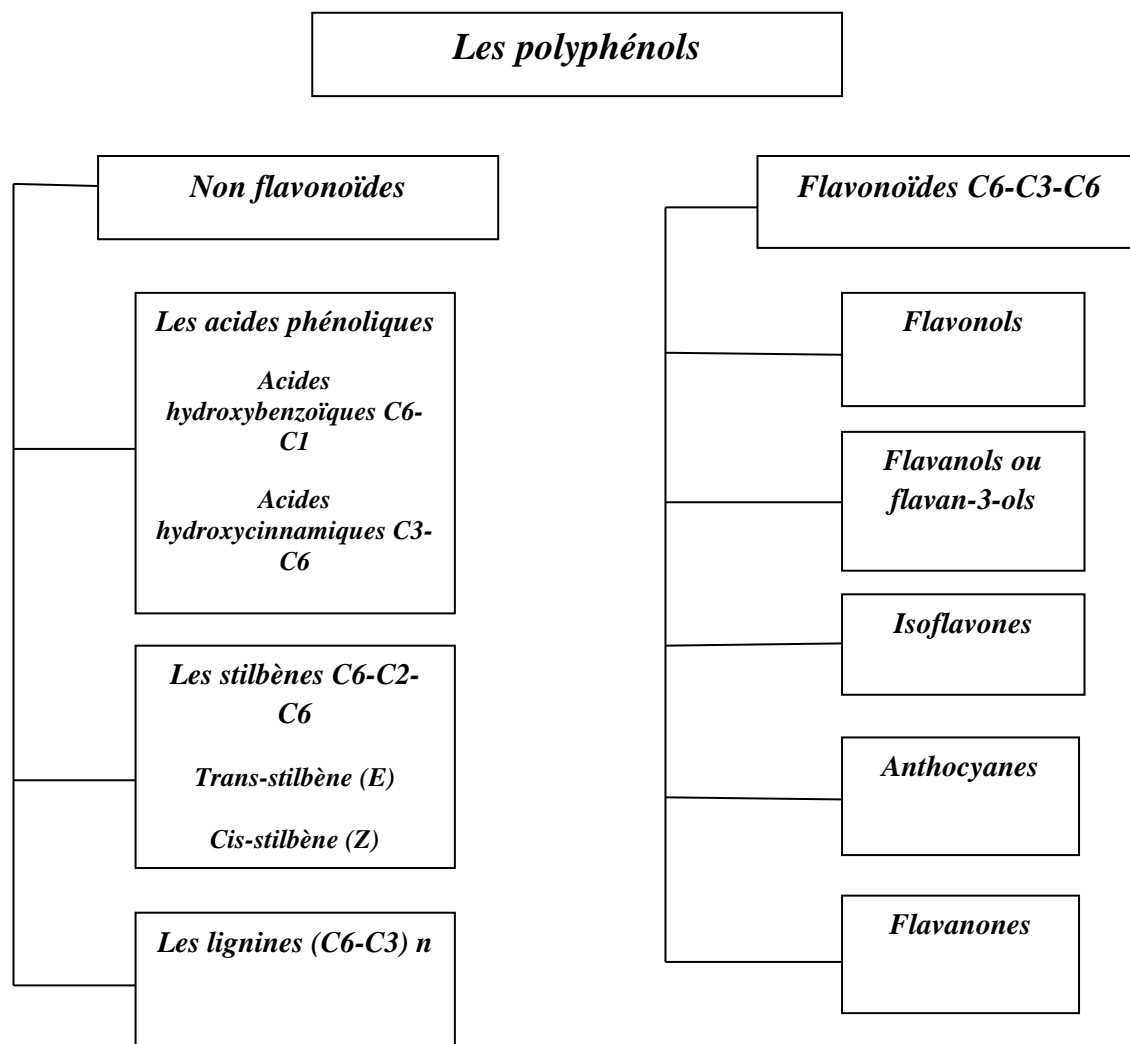 Les polyphénols
Non flavonoïdes
Les acides phénoliques
Acides
hydroxybenzoïques C6-
C1
Acides
hydroxycinnamiques C3-
C6
Les stilbènes C6-C2-
C6
Trans-stilbène (E)
Cis-stilbène (Z)
Les lignines (C6-C3) n
Flavonoïdes C6-C3-C6
Flavonols
Flavanols ou
flavan-3-ols
Isoflavones
Anthocyanes
Flavanones